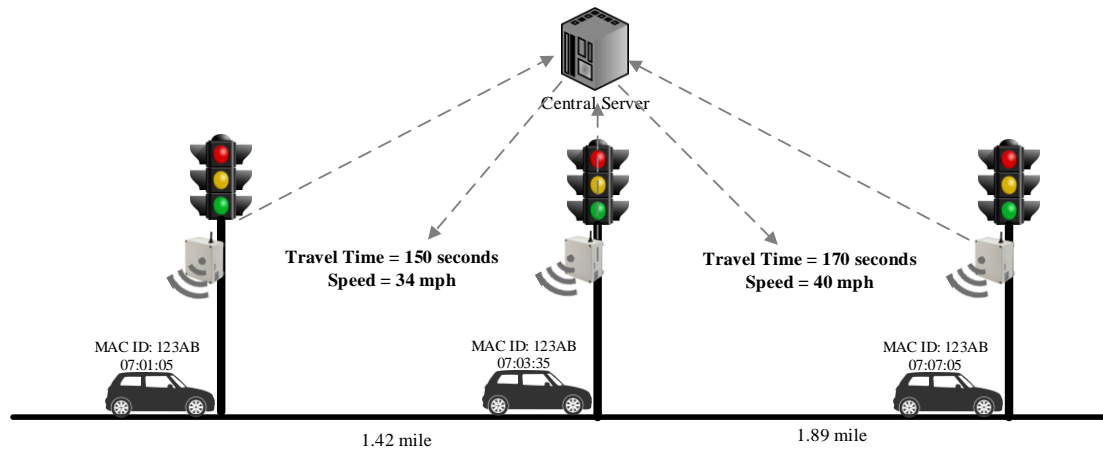 Central Server
Travel Time = 150 seconds
Speed = 34 mph
Travel Time = 170 seconds
Speed = 40 mph
MAC ID: 123AB
07:01:05
MAC ID: 123AB
07:03:35
MAC ID: 123AB
07:07:05
1.42 mile
1.89 mile